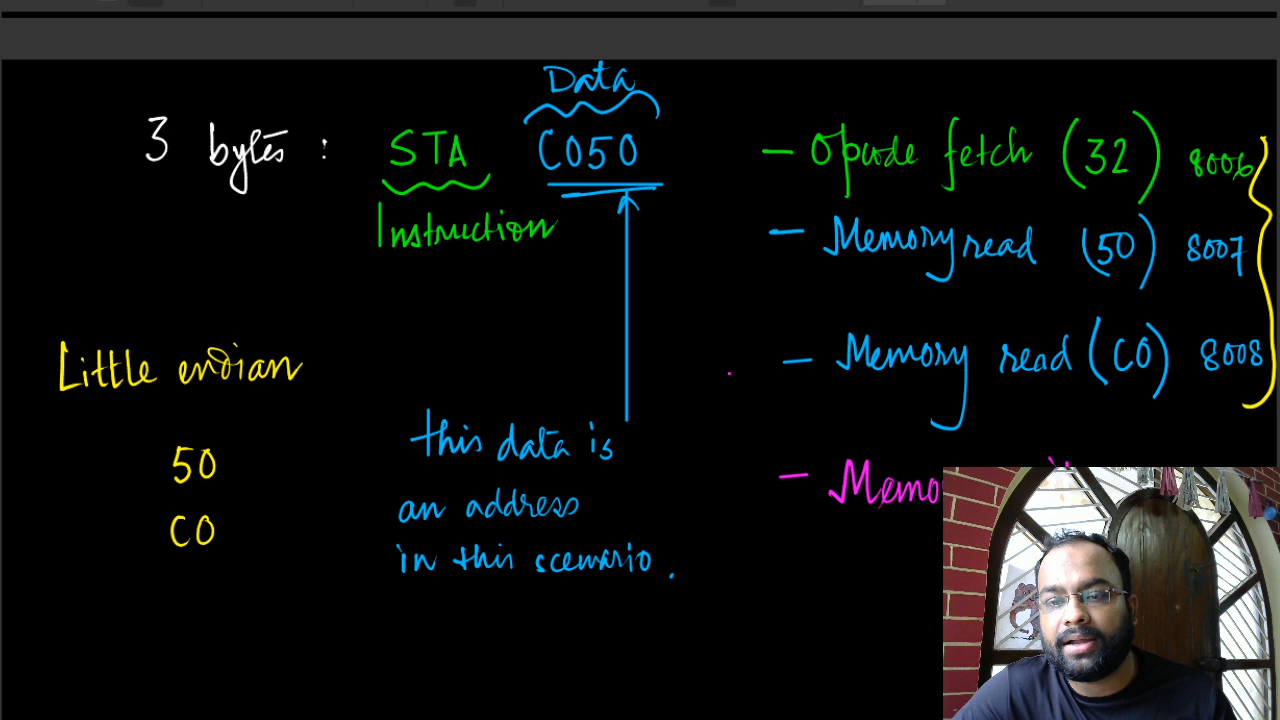 Data
3 bytes : STA C050
Instruction
- Opcode fetch (32) 8006
- Memory read (50) 8007
- Memory read (C0) 8008
Little endian
50
C0
this data is
an address
in this scenario.
-